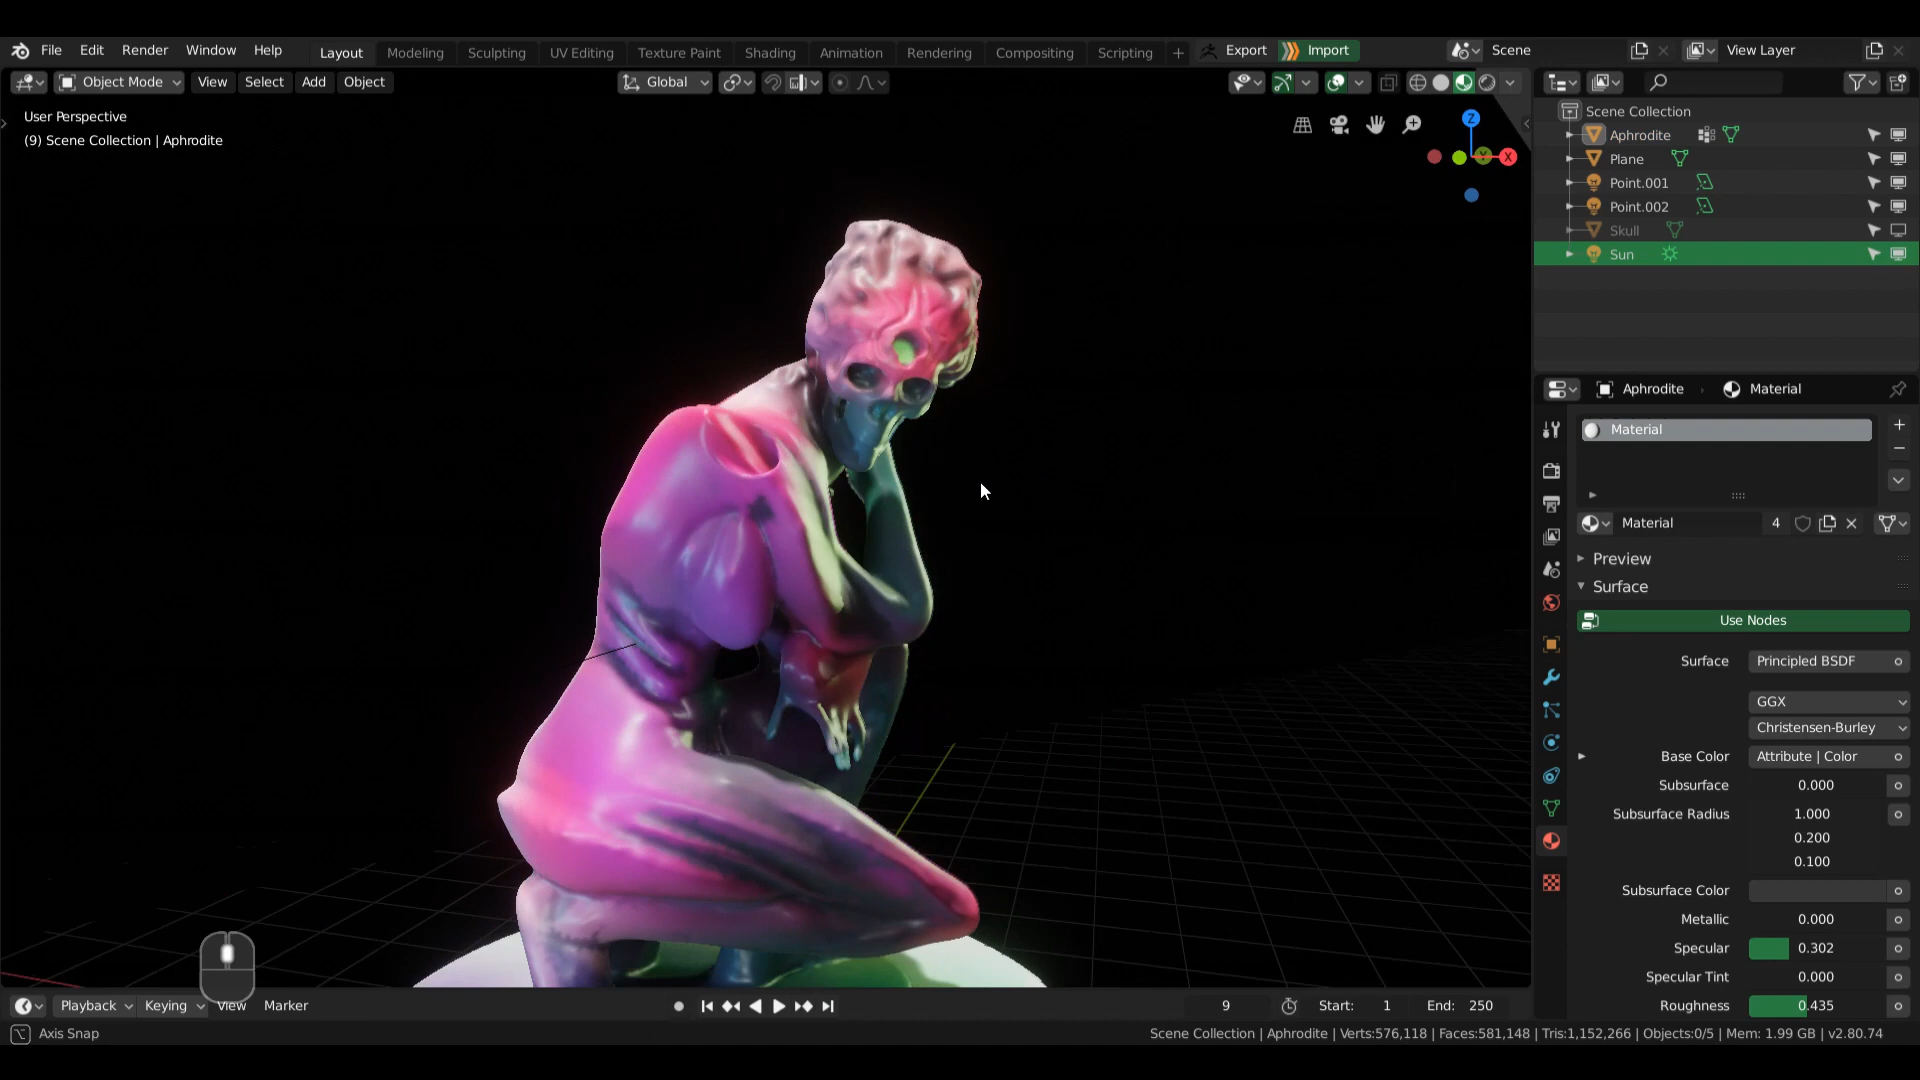 File Edit Render Window Help Layout Modeling Sculpting UV Editing Texture Paint Shading Animation Rendering Compositing Scripting + Export Import Scene View Layer
Object Mode View Select Add Object Global
User Perspective
(9) Scene Collection | Aphrodite
Z
Y
X
Scene Collection
Aphrodite
Plane
Point.001
Point.002
Skull
Sun
Aphrodite › Material
Material
Material 4
Preview
Surface
Use Nodes
Surface Principled BSDF
GGX
Christensen-Burley
Base Color Attribute | Color
Subsurface 0.000
Subsurface Radius 1.000
0.200
0.100
Subsurface Color
Metallic 0.000
Specular 0.302
Specular Tint 0.000
Roughness 0.435
Playback Keying View Marker 9 Start: 1 End: 250
Axis Snap
Scene Collection | Aphrodite | Verts:576,118 | Faces:581,148 | Tris:1,152,266 | Objects:0/5 | Mem: 1.99 GB | v2.80.74